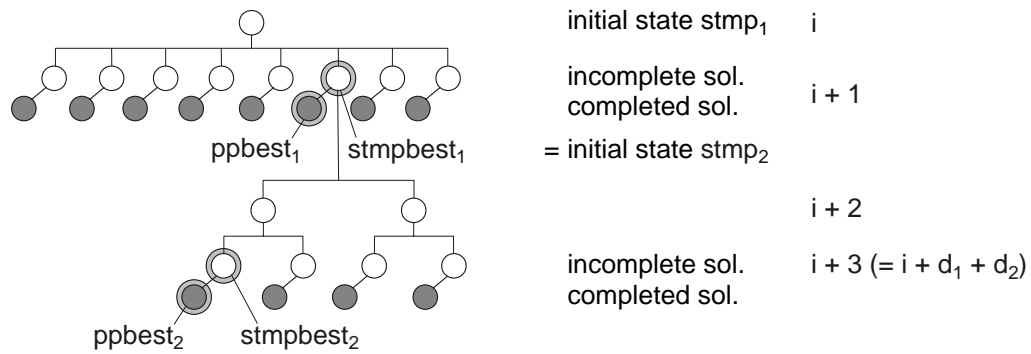 initial state stmp₁ i
incomplete sol.
completed sol.
i + 1
ppbest₁ stmpbest₁ = initial state stmp₂
i + 2
incomplete sol. i + 3 (= i + d₁ + d₂)
completed sol.
ppbest₂ stmpbest₂